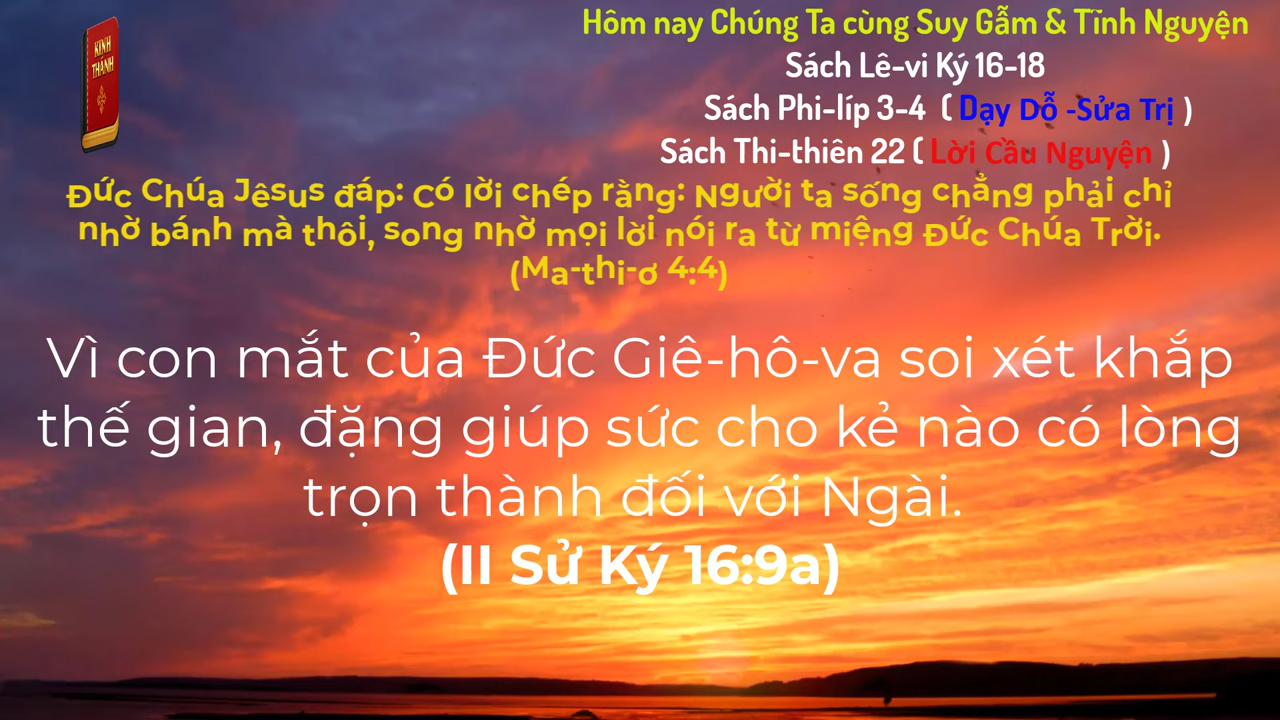 KINH
THÁNH
Hôm nay Chúng Ta cùng Suy Gẫm & Tĩnh Nguyện
Sách Lê-vi Ký 16-18
Sách Phi-líp 3-4 ( Dạy Dỗ -Sửa Trị )
Sách Thi-thiên 22 ( Lời Cầu Nguyện )
Đức Chúa Jêsus đáp: Có lời chép rằng: Người ta sống chẳng phải chỉ
nhờ bánh mà thôi, song nhờ mọi lời nói ra từ miệng Đức Chúa Trời.
(Ma-thi-ơ 4:4)
Vì con mắt của Đức Giê-hô-va soi xét khắp
thế gian, đặng giúp sức cho kẻ nào có lòng
trọn thành đối với Ngài.
(II Sử Ký 16:9a)